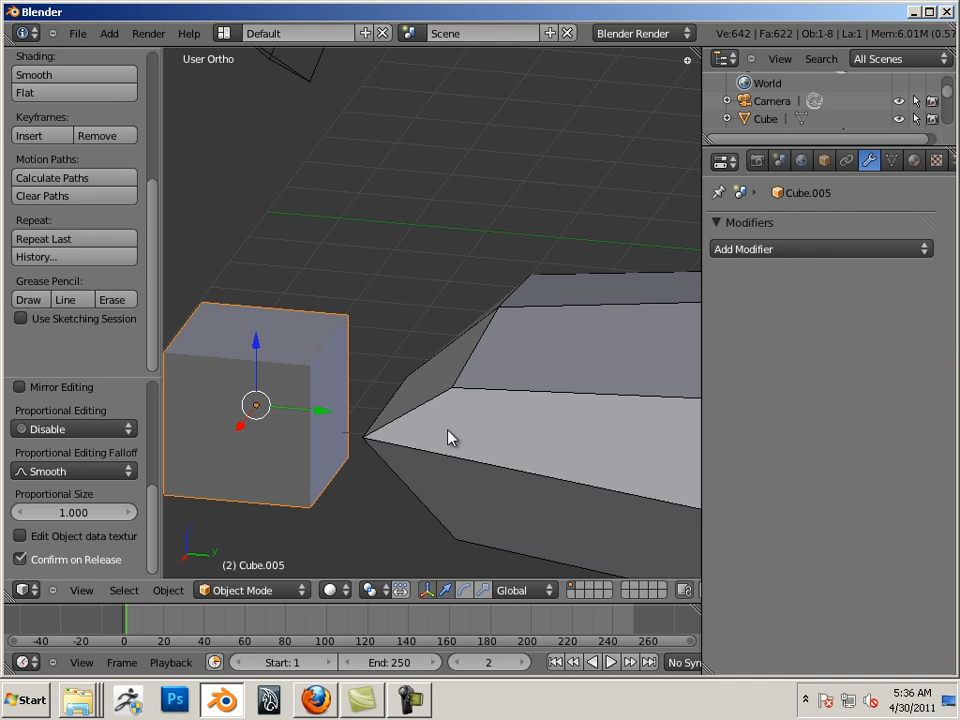 Blender
File Add Render Help Default Scene Blender Render Ve:642 | Fa:622 | Ob:1-8 | La:1 | Mem:6.01M (0.57
Shading:
Smooth
Flat
Keyframes:
Insert Remove
Motion Paths:
Calculate Paths
Clear Paths
Repeat:
Repeat Last
History...
Grease Pencil:
Draw Line Erase
Use Sketching Session
Mirror Editing
Proportional Editing
Disable
Proportional Editing Falloff
Smooth
Proportional Size
1.000
Edit Object data textur
Confirm on Release
User Ortho
z
y
(2) Cube.005
View Search All Scenes
World
Camera
Cube
Cube.005
Modifiers
Add Modifier
View Select Object Object Mode Global
-40 -20 0 20 40 60 80 100 120 140 160 180 200 220 240 260
View Frame Playback Start: 1 End: 250 2 No Syn
Start Ps 5:36 AM
4/30/2011